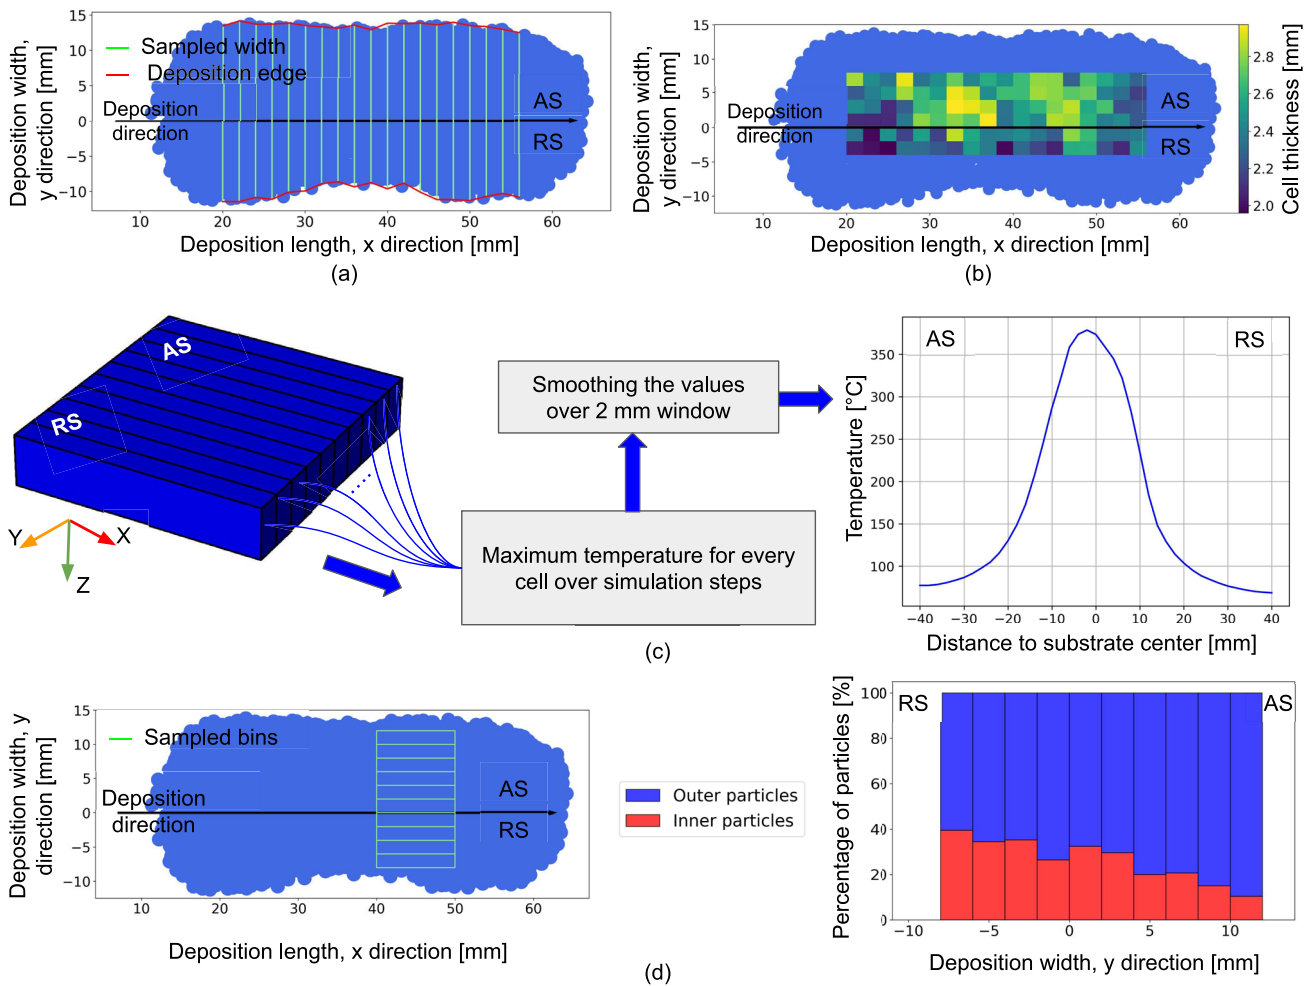 Deposition width,
y direction [mm]
15
10
5
0
−5
−10
Sampled width
Deposition edge
Deposition
direction
AS
RS
10
20
30
40
50
60
Deposition length, x direction [mm]
(a)
Deposition width,
y direction [mm]
15
10
5
0
−5
−10
Deposition
direction
AS
RS
10
20
30
40
50
60
Deposition length, x direction [mm]
2.8
2.6
2.4
2.2
2.0
Cell thickness [mm]
(b)
AS
RS
Y
X
Z
Maximum temperature for every
cell over simulation steps
Smoothing the values
over 2 mm window
Temperature [°C]
350
300
250
200
150
100
AS
RS
−40
−30
−20
−10
0
10
20
30
40
Distance to substrate center [mm]
(c)
Deposition width, y
direction [mm]
15
10
5
0
−5
−10
Sampled bins
Deposition
direction
AS
RS
10
20
30
40
50
60
Deposition length, x direction [mm]
Outer particles
Inner particles
Percentage of particles [%]
100
80
60
40
20
0
RS
AS
−10
−5
0
5
10
Deposition width, y direction [mm]
(d)